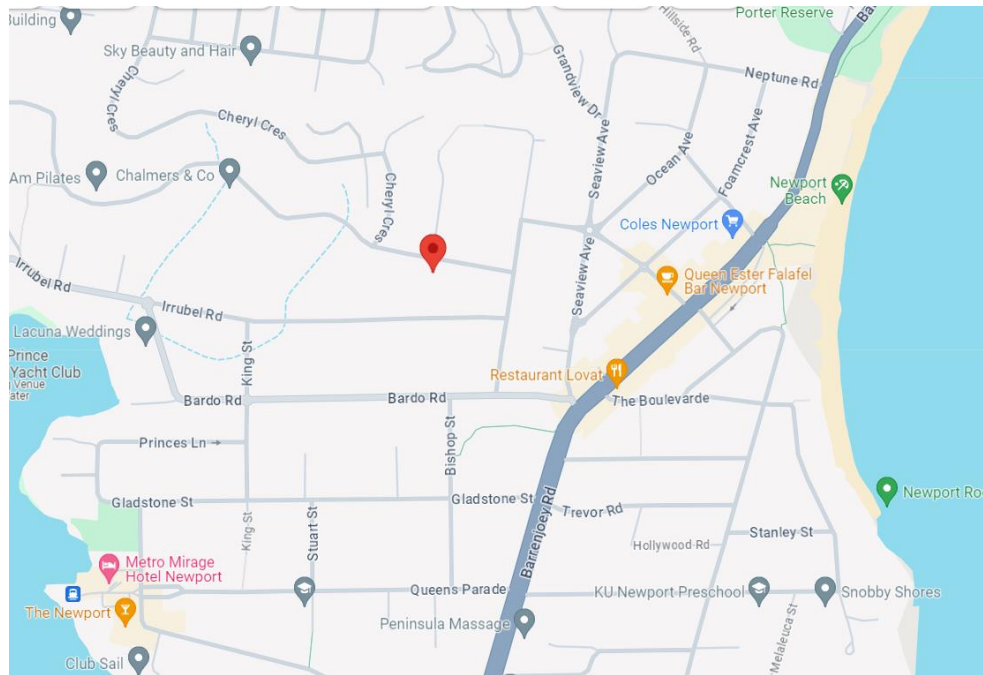 Building
Sky Beauty and Hair
Cheryl Cres
Cheryl Cres
Am Pilates
Chalmers & Co
Cheryl Cres
Grandview Dr
Hillside Rd
Porter Reserve
Neptune Rd
Seaview Ave
Ocean Ave
Foamcrest Ave
Newport
Beach
Coles Newport
Queen Ester Falafel
Bar Newport
Seaview Ave
Irrubel Rd
Irrubel Rd
Lacuna Weddings
Prince
Yacht Club
Venue
ater
King St
Restaurant Lovat
Bardo Rd
Bardo Rd
The Boulevarde
Princes Ln →
Bishop St
Gladstone St
Gladstone St
Trevor Rd
Newport Roc
King St
Stuart St
Barrenjoey Rd
Hollywood Rd
Stanley St
Metro Mirage
Hotel Newport
Queens Parade
KU Newport Preschool
Snobby Shores
The Newport
Peninsula Massage
Melaleuca St
Club Sail